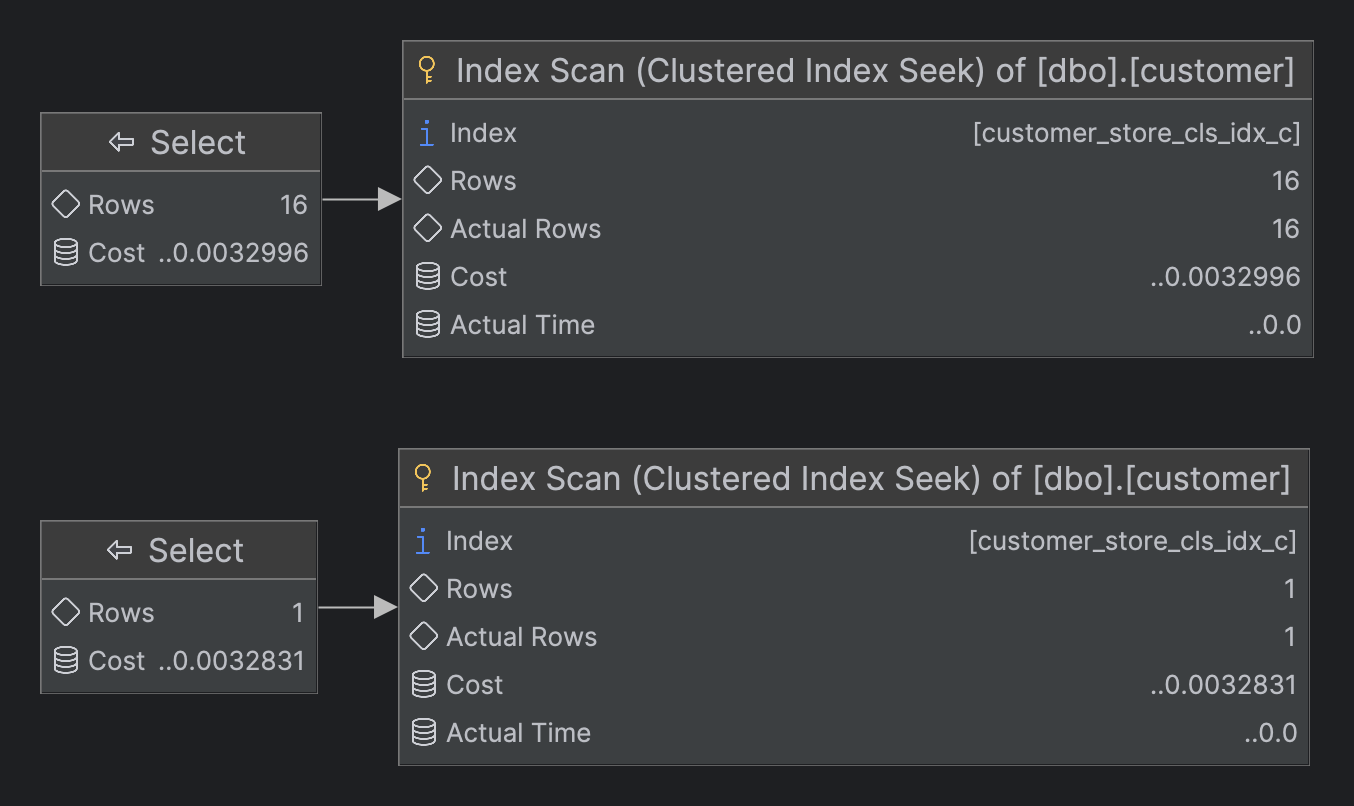 Select
Rows 16
Cost ..0.0032996
Index Scan (Clustered Index Seek) of [dbo].[customer]
Index [customer_store_cls_idx_c]
Rows 16
Actual Rows 16
Cost ..0.0032996
Actual Time ..0.0
Select
Rows 1
Cost ..0.0032831
Index Scan (Clustered Index Seek) of [dbo].[customer]
Index [customer_store_cls_idx_c]
Rows 1
Actual Rows 1
Cost ..0.0032831
Actual Time ..0.0